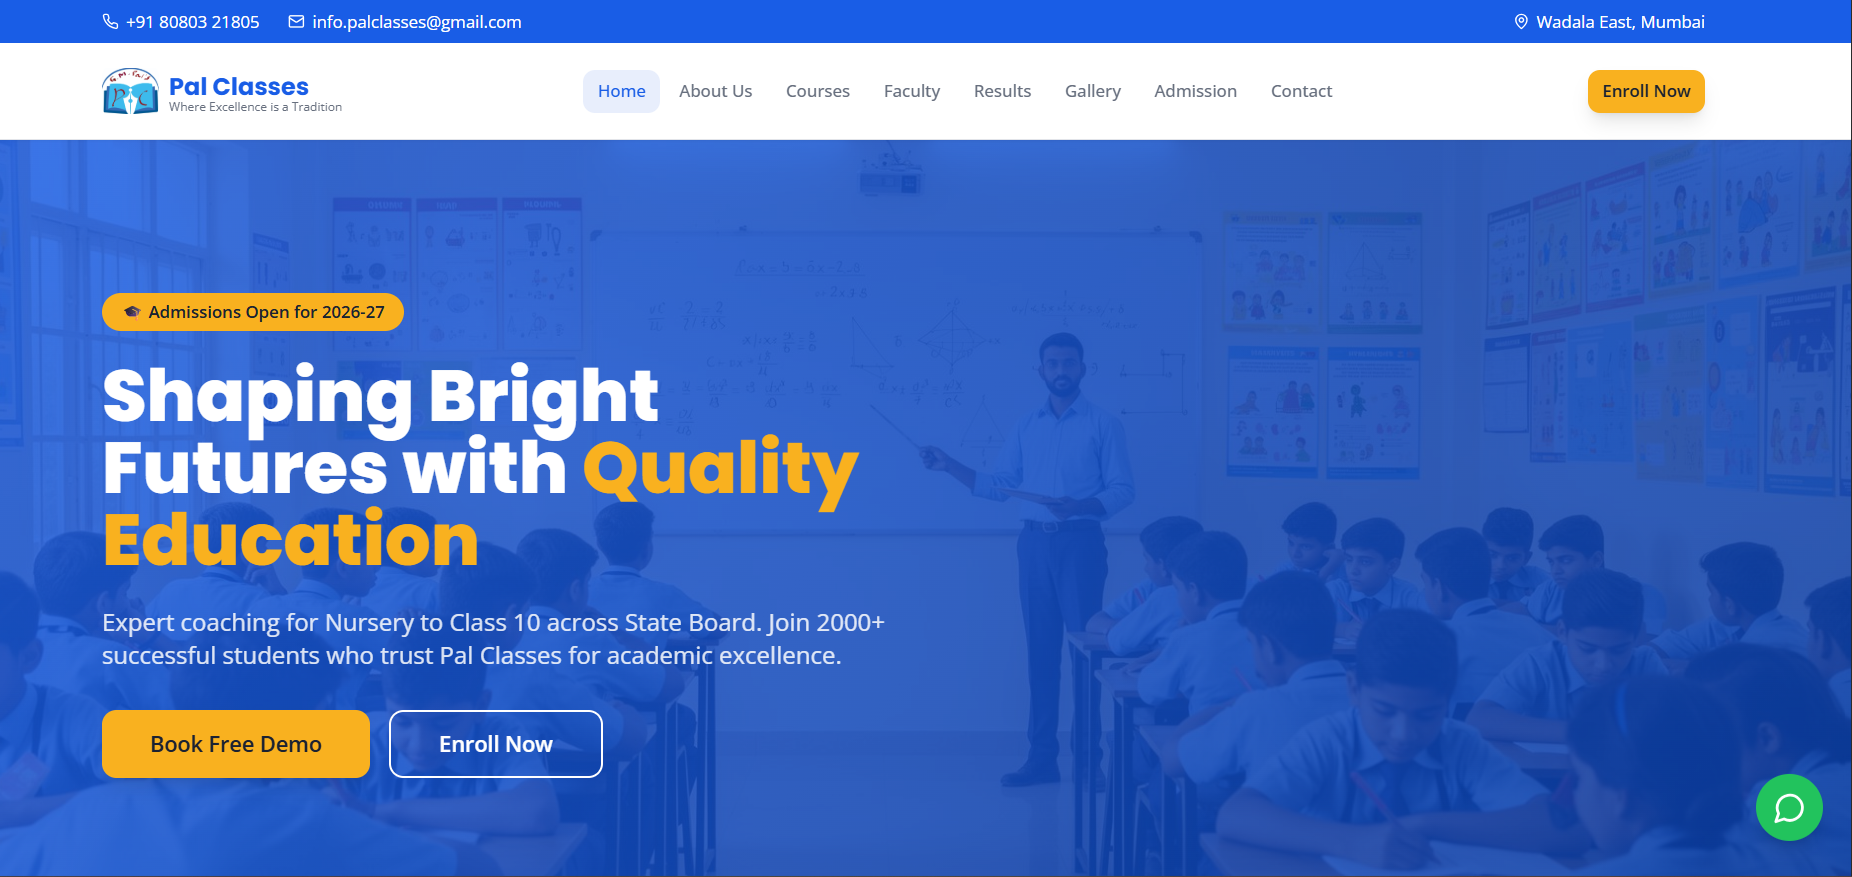 +91 80803 21805
info.palclasses@gmail.com
Wadala East, Mumbai
Pal Classes
Where Excellence is a Tradition
Home
About Us
Courses
Faculty
Results
Gallery
Admission
Contact
Enroll Now
🎓 Admissions Open for 2026-27
Shaping Bright
Futures with Quality
Education
Expert coaching for Nursery to Class 10 across State Board. Join 2000+
successful students who trust Pal Classes for academic excellence.
Book Free Demo
Enroll Now